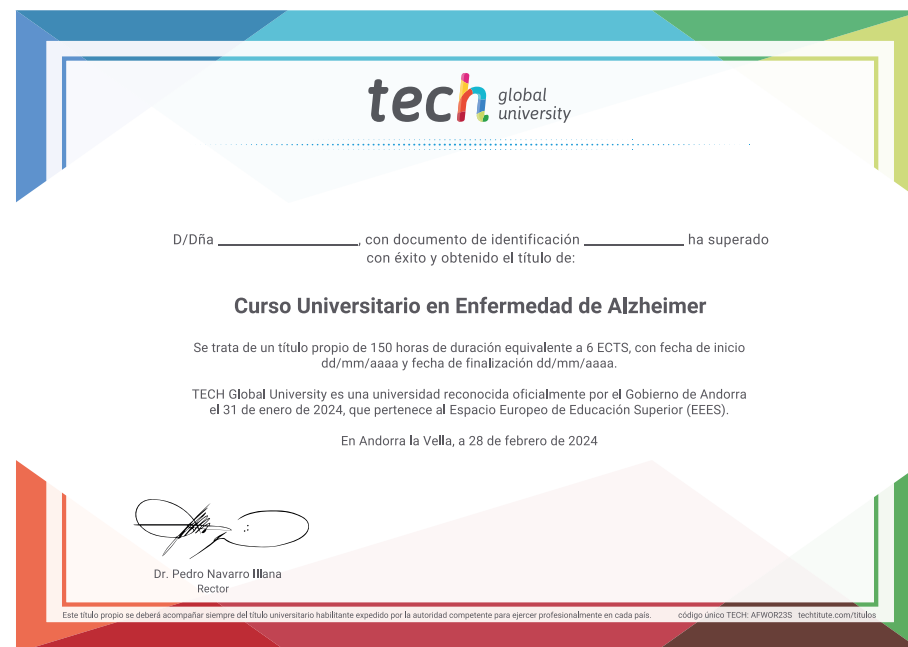 tech global university
D/Dña ____________, con documento de identificación ____________ ha superado
con éxito y obtenido el título de:
Curso Universitario en Enfermedad de Alzheimer
Se trata de un título propio de 150 horas de duración equivalente a 6 ECTS, con fecha de inicio
dd/mm/aaaa y fecha de finalización dd/mm/aaaa.
TECH Global University es una universidad reconocida oficialmente por el Gobierno de Andorra
el 31 de enero de 2024, que pertenece al Espacio Europeo de Educación Superior (EEES).
En Andorra la Vella, a 28 de febrero de 2024
Dr. Pedro Navarro Illana
Rector
Este título propio se deberá acompañar siempre del título universitario habilitante expedido por la autoridad competente para ejercer profesionalmente en cada país. código único TECH: AFWOR23S techtitute.com/titulos